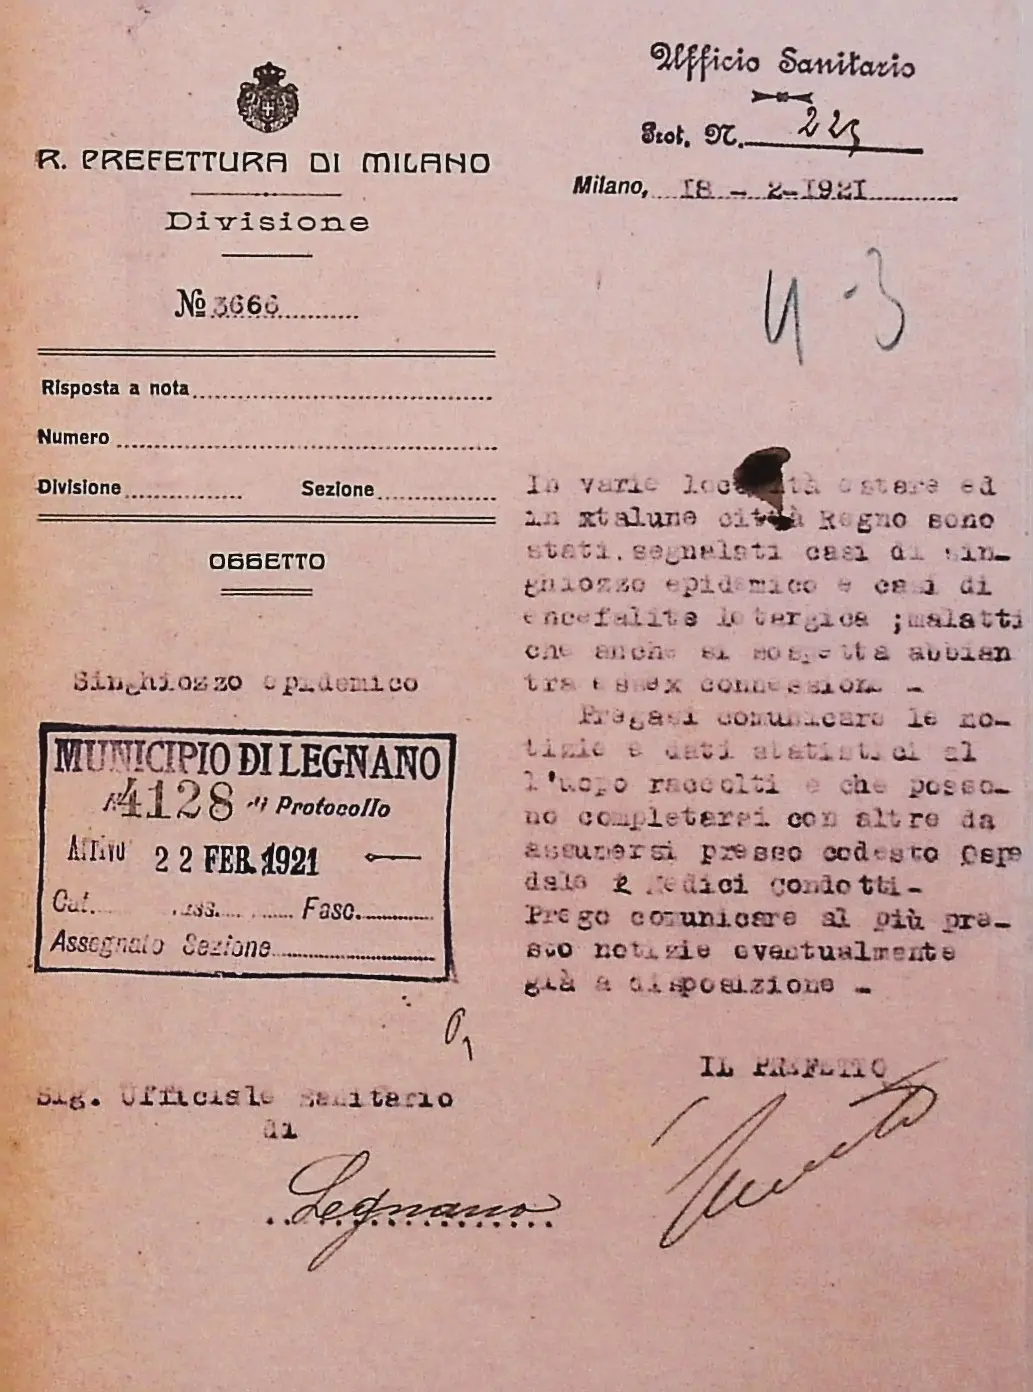 R. PREFETTURA DI MILANO
Divisione
№ 3666
Risposta a nota
Numero
Divisione Sezione
OGGETTO
Singhiozzo epidemico
MUNICIPIO DI LEGNANO
4128 di Protocollo
Arrivo 22 FEB. 1921
Cat. Fasc.
Assegnato Sezione
Sig. Ufficiale Sanitario
di
Legnano
Ufficio Sanitario
Prot. N. 225
Milano, 18 - 2-1921
4-3
In varie località estere ed
in xtalune città Regno sono
stati.segnalati casi di sin-
ghiozzo epidemico e casi di
encefalite letargica ;malatti
che anche si sospetta abbian
tra essex connessione -
Pregasi comunicare le no-
tizie e dati statistici al
l'uopo raccolti e che posso-
no completarsi con altre da
assumersi presso codesto Ospe
dale Medici Condotti-
Prego comunicare al più pre-
sto notizie eventualmente
già a disposizione -
IL PREFETTO